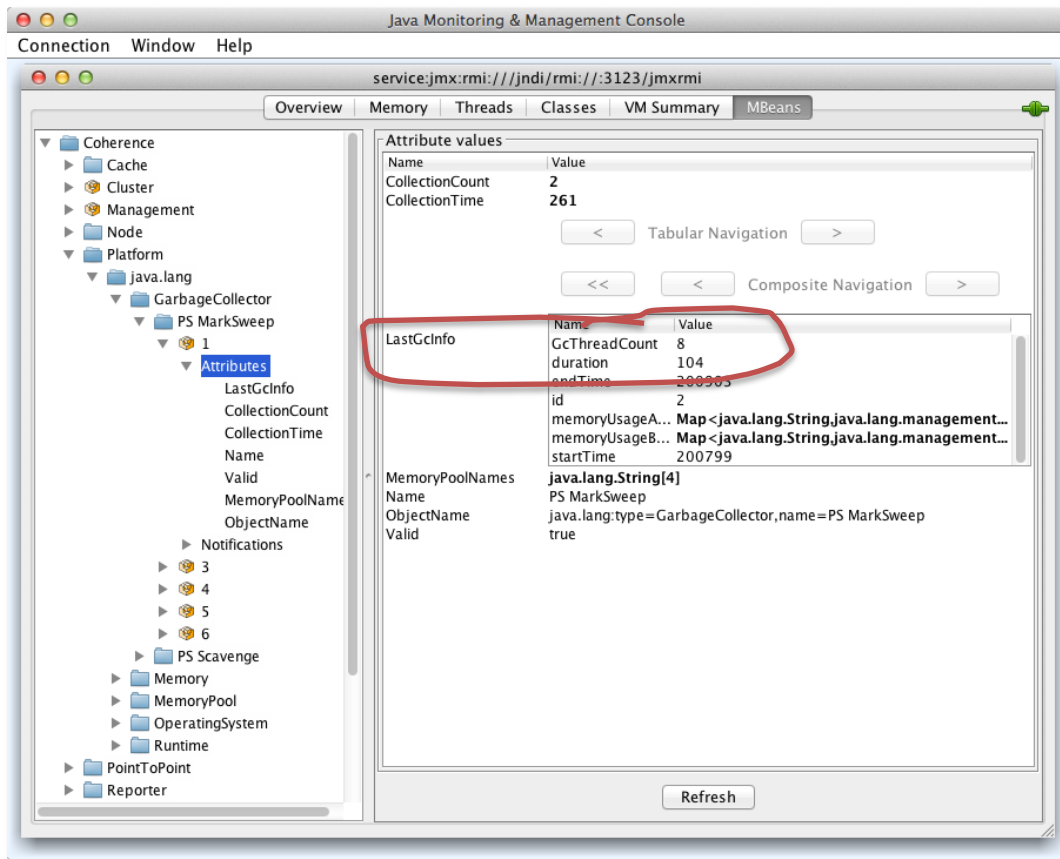 Java Monitoring & Management Console
Connection Window Help
service:jmx:rmi:///jndi/rmi://:3123/jmxrmi
Overview Memory Threads Classes VM Summary MBeans
Coherence
Cache
Cluster
Management
Node
Platform
java.lang
GarbageCollector
PS MarkSweep
1
Attributes
LastGcInfo
CollectionCount
CollectionTime
Name
Valid
MemoryPoolName
ObjectName
Notifications
3
4
5
6
PS Scavenge
Memory
MemoryPool
OperatingSystem
Runtime
PointToPoint
Reporter
Attribute values
Name Value
CollectionCount 2
CollectionTime 261
< Tabular Navigation >
<< < Composite Navigation >
LastGcInfo
Name Value
GcThreadCount 8
duration 104
endTime 200903
id 2
memoryUsageA... Map<java.lang.String,java.lang.management...
memoryUsageB... Map<java.lang.String,java.lang.management...
startTime 200799
MemoryPoolNames java.lang.String[4]
Name PS MarkSweep
ObjectName java.lang:type=GarbageCollector,name=PS MarkSweep
Valid true
Refresh